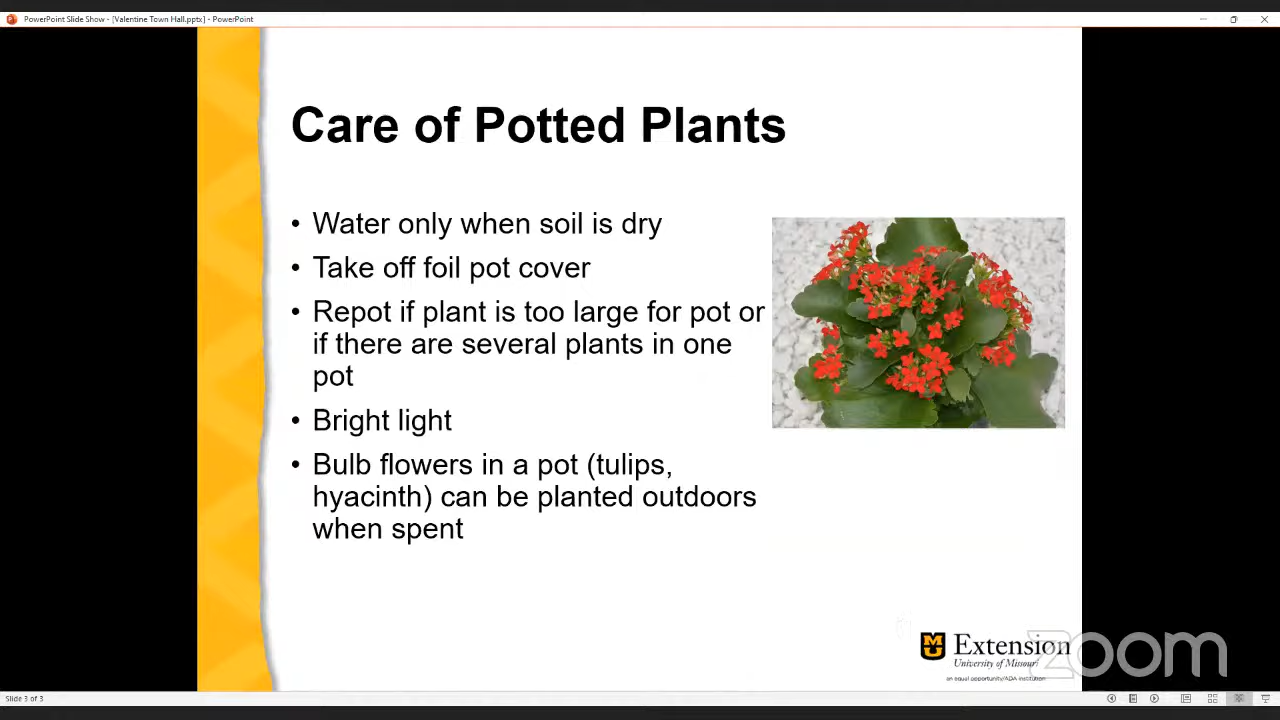 PowerPoint Slide Show - [Valentine Town Hall.pptx] - PowerPoint
Care of Potted Plants
• Water only when soil is dry
• Take off foil pot cover
• Repot if plant is too large for pot or
if there are several plants in one
pot
• Bright light
• Bulb flowers in a pot (tulips,
hyacinth) can be planted outdoors
when spent
MU Extension
University of Missouri
an equal opportunity/ADA institution
zoom
Slide 3 of 3